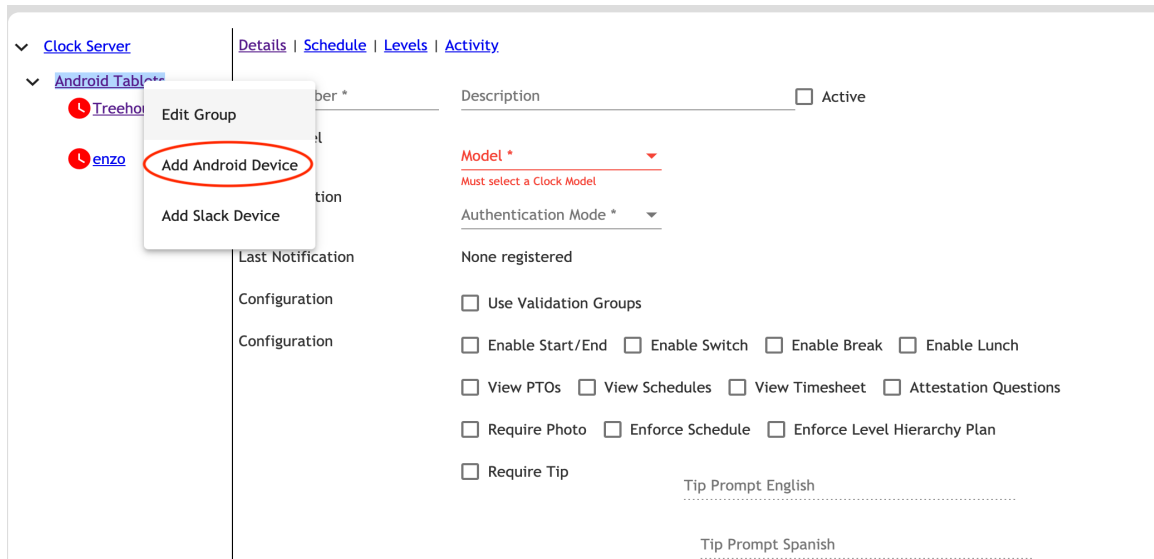 Clock Server
Details | Schedule | Levels | Activity
Android Tablets
Description
Active
Edit Group
Model *
enzo
Add Android Device
Must select a Clock Model
Add Slack Device
Authentication Mode *
Last Notification
None registered
Configuration
Use Validation Groups
Configuration
Enable Start/End Enable Switch Enable Break Enable Lunch
View PTOs View Schedules View Timesheet Attestation Questions
Require Photo Enforce Schedule Enforce Level Hierarchy Plan
Require Tip
Tip Prompt English
Tip Prompt Spanish